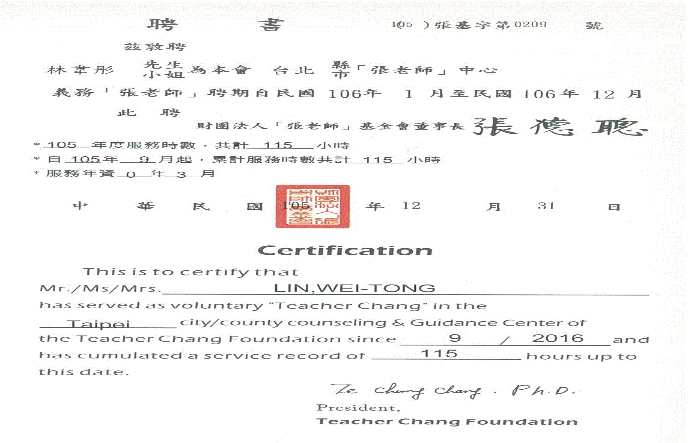 聘 書 (105)張基字第0209 號
茲敦聘
林韋彤 先生 小姐 為本會 台北 縣 市「張老師」中心
義務「張老師」聘期自民國 106年 1 月至民國 106年 12 月
此 聘
財團法人「張老師」基金會董事長 張德聰
* 105 年度服務時數，共計 115 小時
* 自 105年 9 月起，累計服務時數共計 115 小時
* 服務年資 0 年 3 月
中 華 民 國 105 年 12 月 31 日
Certification
This is to certify that
Mr./Ms/Mrs. LIN,WEI-TONG
has served as voluntary "Teacher Chang" in the
Taipei city/county counseling & Guidance Center of
the Teacher Chang Foundation since 9 / 2016 and
has cumulated a service record of 115 hours up to
this date.
Te Chung Chang . Ph.D.
President,
Teacher Chang Foundation